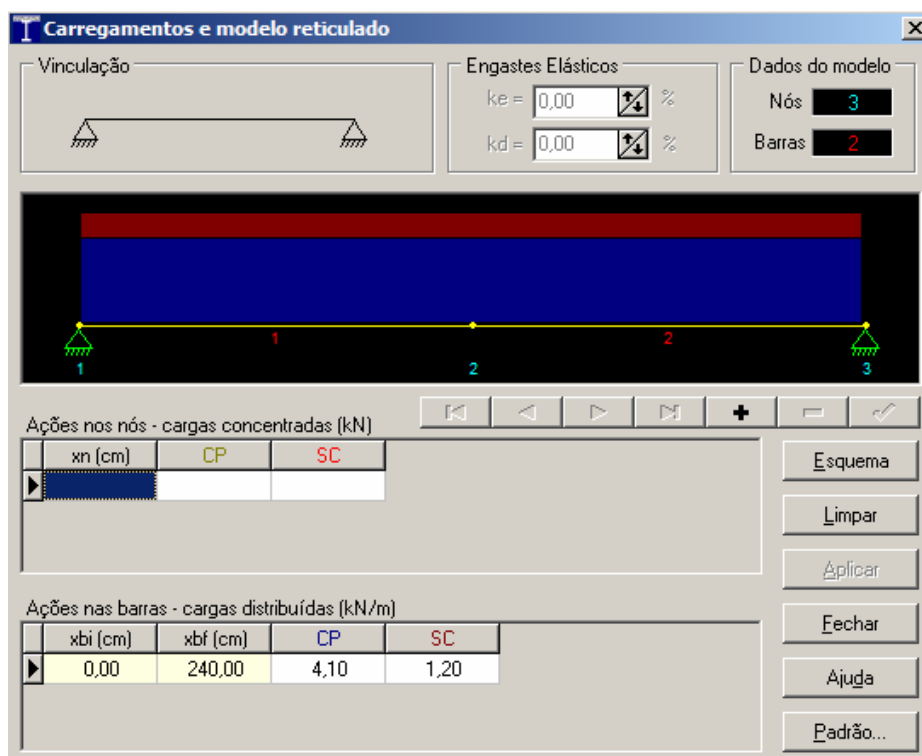 Carregamentos e modelo reticulado
Vinculação
Engastes Elásticos
ke = 0,00 %
kd = 0,00 %
Dados do modelo
Nós 3
Barras 2
1 2
1 2 3
Ações nos nós - cargas concentradas (kN)
xn (cm) CP SC
Esquema
Limpar
Aplicar
Fechar
Ajuda
Padrão...
Ações nas barras - cargas distribuídas (kN/m)
xbi (cm) xbf (cm) CP SC
0,00 240,00 4,10 1,20